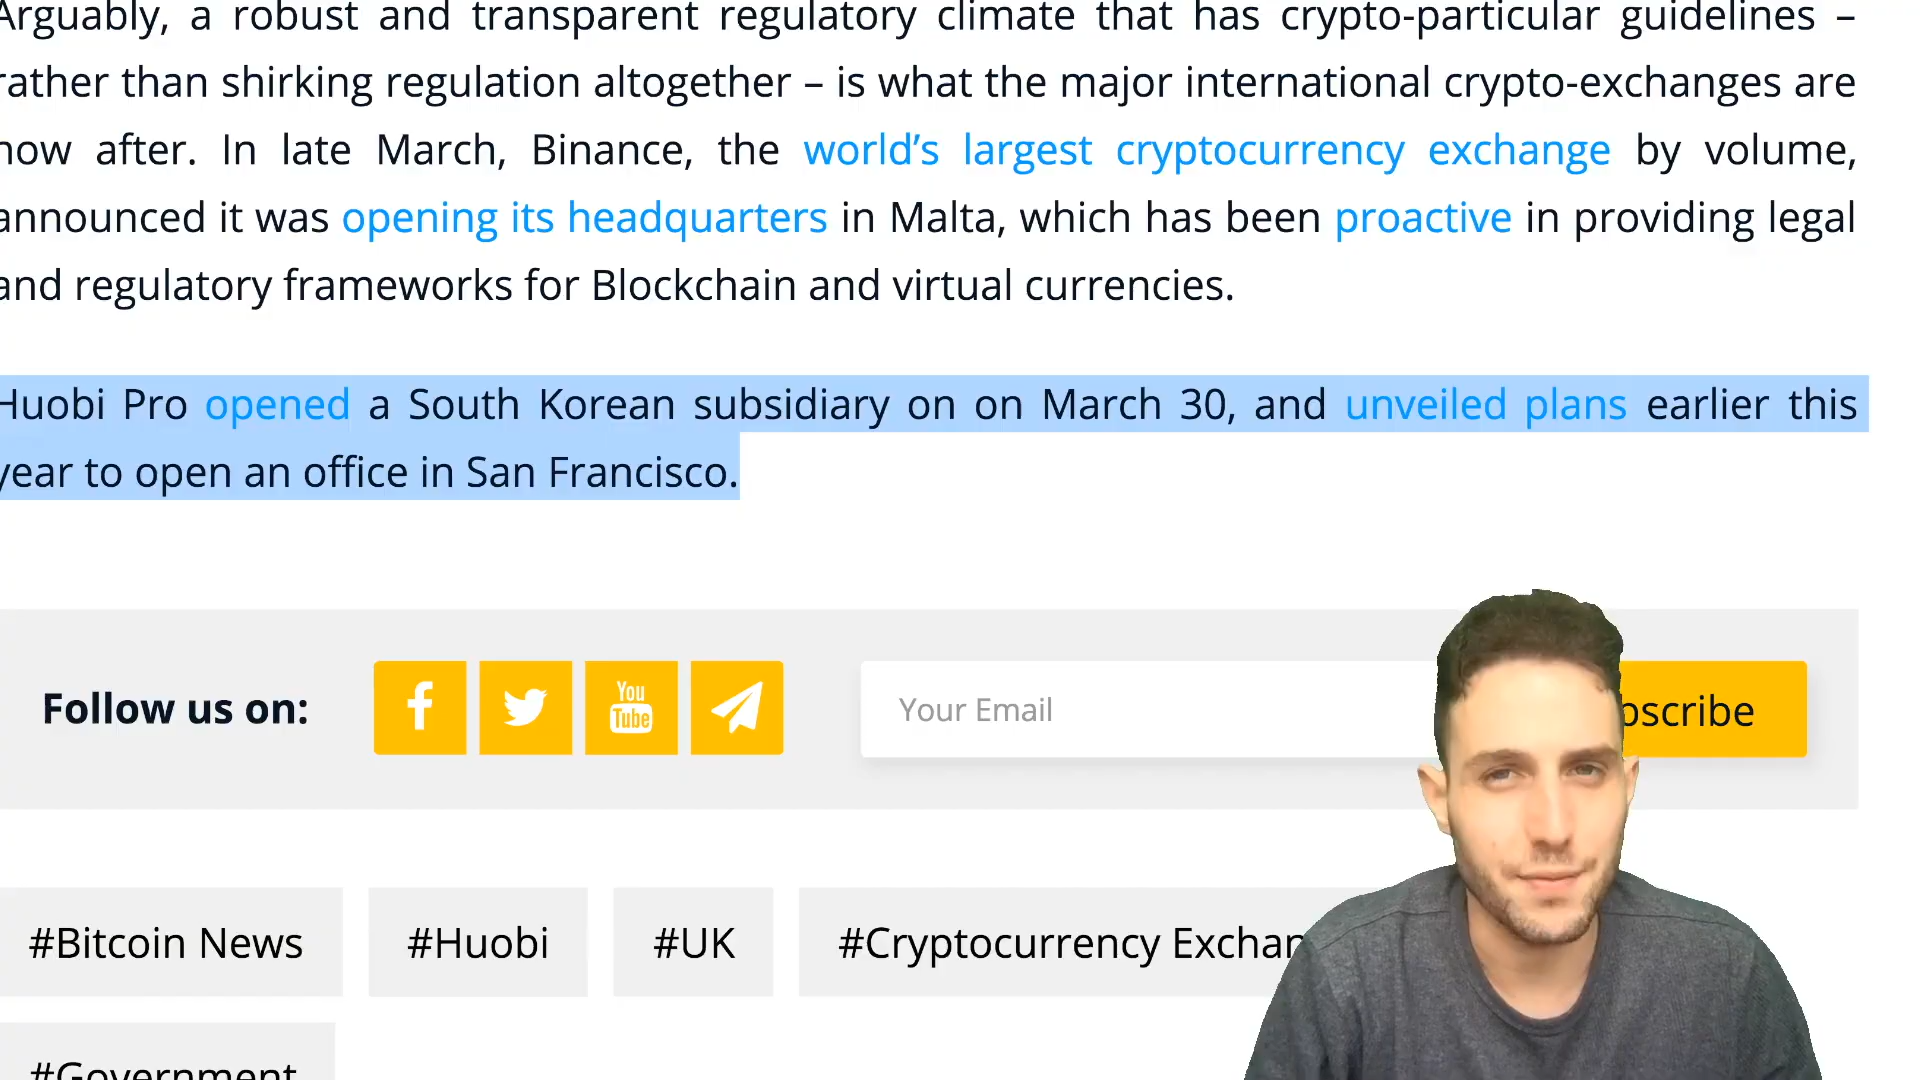 Arguably, a robust and transparent regulatory climate that has crypto-particular guidelines –
rather than shirking regulation altogether – is what the major international crypto-exchanges are
now after. In late March, Binance, the world’s largest cryptocurrency exchange by volume,
announced it was opening its headquarters in Malta, which has been proactive in providing legal
and regulatory frameworks for Blockchain and virtual currencies.
Huobi Pro opened a South Korean subsidiary on on March 30, and unveiled plans earlier this
year to open an office in San Francisco.
Follow us on:
You
Tube
Your Email
bscribe
#Bitcoin News
#Huobi
#UK
#Cryptocurrency Exchan
#Government